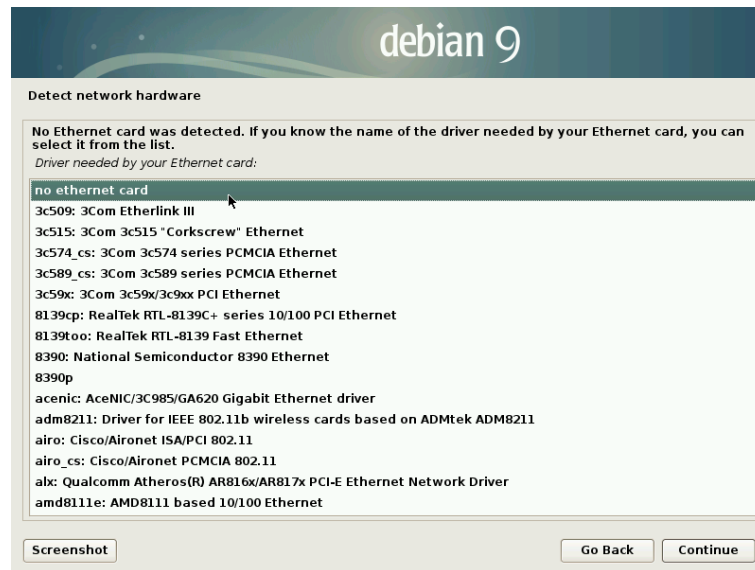 debian 9
Detect network hardware
No Ethernet card was detected. If you know the name of the driver needed by your Ethernet card, you can
select it from the list.
Driver needed by your Ethernet card:
no ethernet card
3c509: 3Com Etherlink III
3c515: 3Com 3c515 "Corkscrew" Ethernet
3c574_cs: 3Com 3c574 series PCMCIA Ethernet
3c589_cs: 3Com 3c589 series PCMCIA Ethernet
3c59x: 3Com 3c59x/3c9xx PCI Ethernet
8139cp: RealTek RTL-8139C+ series 10/100 PCI Ethernet
8139too: RealTek RTL-8139 Fast Ethernet
8390: National Semiconductor 8390 Ethernet
8390p
acenic: AceNIC/3C985/GA620 Gigabit Ethernet driver
adm8211: Driver for IEEE 802.11b wireless cards based on ADMtek ADM8211
airo: Cisco/Aironet ISA/PCI 802.11
airo_cs: Cisco/Aironet PCMCIA 802.11
alx: Qualcomm Atheros(R) AR816x/AR817x PCI-E Ethernet Network Driver
amd8111e: AMD8111 based 10/100 Ethernet
Screenshot
Go Back
Continue